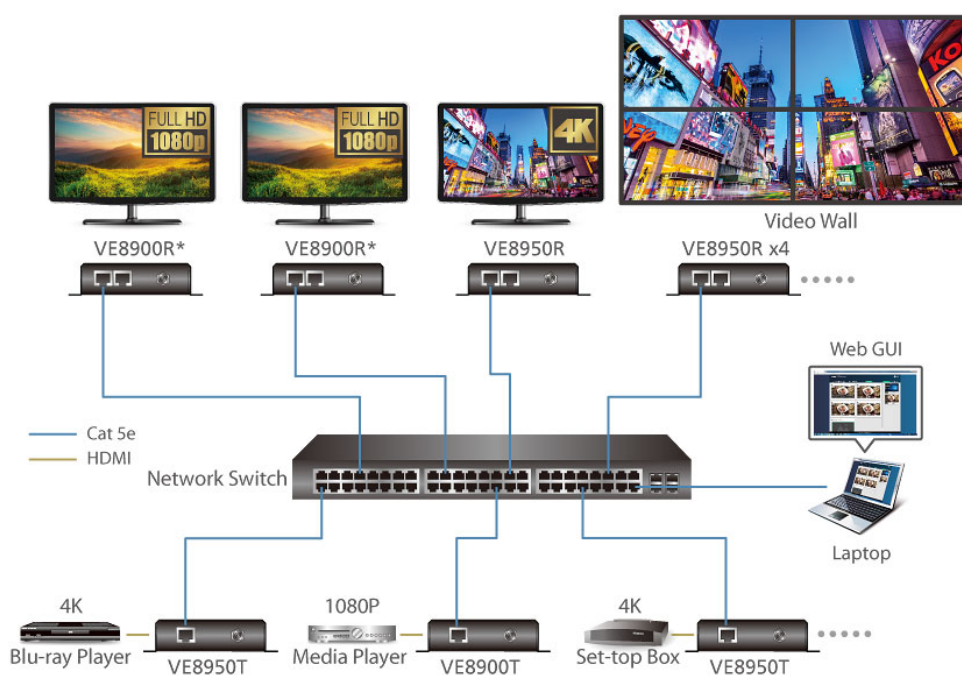 FULL HD
1080p
FULL HD
1080p
4K
Video Wall
VE8900R*
VE8900R*
VE8950R
VE8950R x4
Web GUI
Cat 5e
HDMI
Network Switch
Laptop
4K
1080P
4K
Blu-ray Player
VE8950T
Media Player
VE8900T
Set-top Box
VE8950T